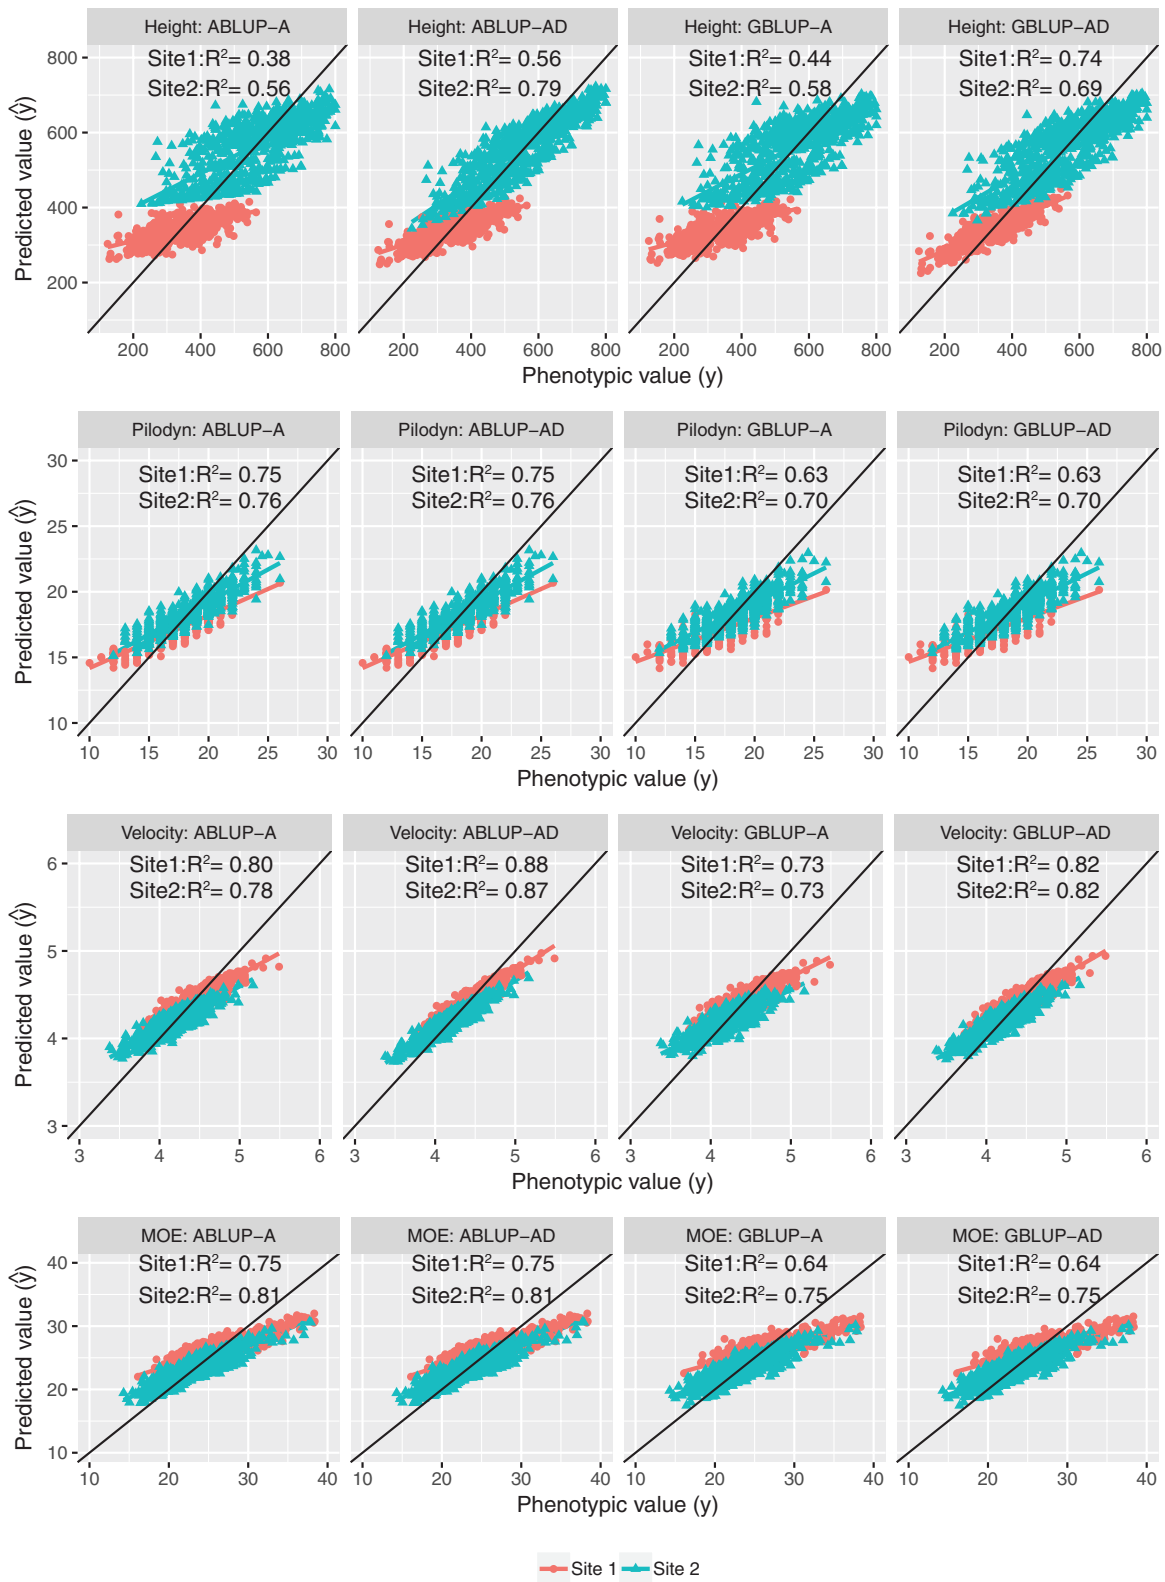 Height: ABLUP−A
Height: ABLUP−AD
Height: GBLUP−A
Height: GBLUP−AD
Site1:R²= 0.38
Site2:R²= 0.56
Site1:R²= 0.56
Site2:R²= 0.79
Site1:R²= 0.44
Site2:R²= 0.58
Site1:R²= 0.74
Site2:R²= 0.69
Predicted value (ŷ)
800
600
400
200
200 400 600 800
200 400 600 800
200 400 600 800
200 400 600 800
Phenotypic value (y)
Pilodyn: ABLUP−A
Pilodyn: ABLUP−AD
Pilodyn: GBLUP−A
Pilodyn: GBLUP−AD
Site1:R²= 0.75
Site2:R²= 0.76
Site1:R²= 0.75
Site2:R²= 0.76
Site1:R²= 0.63
Site2:R²= 0.70
Site1:R²= 0.63
Site2:R²= 0.70
Predicted value (ŷ)
30
25
20
15
10
10 15 20 25 30
10 15 20 25 30
10 15 20 25 30
10 15 20 25 30
Phenotypic value (y)
Velocity: ABLUP−A
Velocity: ABLUP−AD
Velocity: GBLUP−A
Velocity: GBLUP−AD
Site1:R²= 0.80
Site2:R²= 0.78
Site1:R²= 0.88
Site2:R²= 0.87
Site1:R²= 0.73
Site2:R²= 0.73
Site1:R²= 0.82
Site2:R²= 0.82
Predicted value (ŷ)
6
5
4
3
3 4 5 6
3 4 5 6
3 4 5 6
3 4 5 6
Phenotypic value (y)
MOE: ABLUP−A
MOE: ABLUP−AD
MOE: GBLUP−A
MOE: GBLUP−AD
Site1:R²= 0.75
Site2:R²= 0.81
Site1:R²= 0.75
Site2:R²= 0.81
Site1:R²= 0.64
Site2:R²= 0.75
Site1:R²= 0.64
Site2:R²= 0.75
Predicted value (ŷ)
40
30
20
10
10 20 30 40
10 20 30 40
10 20 30 40
10 20 30 40
Phenotypic value (y)
Site 1 Site 2